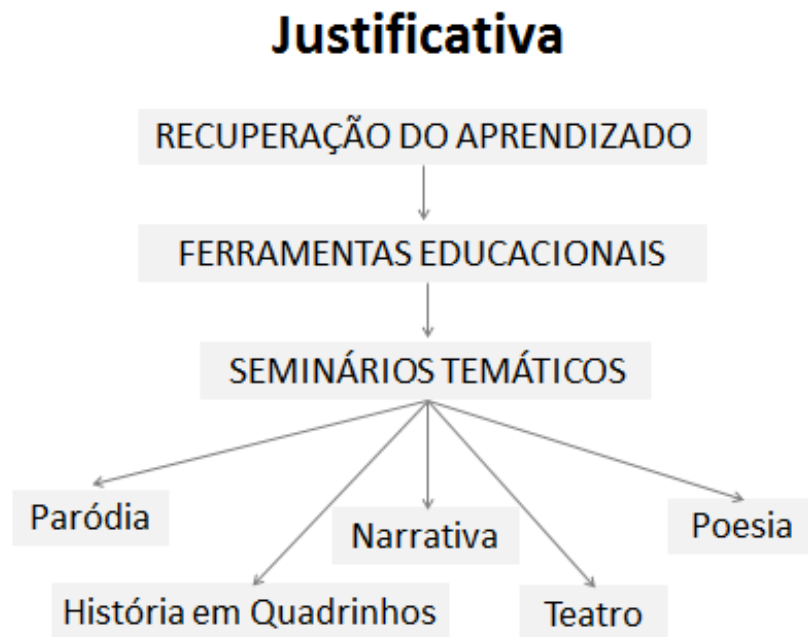 Justificativa
RECUPERAÇÃO DO APRENDIZADO
FERRAMENTAS EDUCACIONAIS
SEMINÁRIOS TEMÁTICOS
Paródia
Narrativa
Poesia
História em Quadrinhos
Teatro